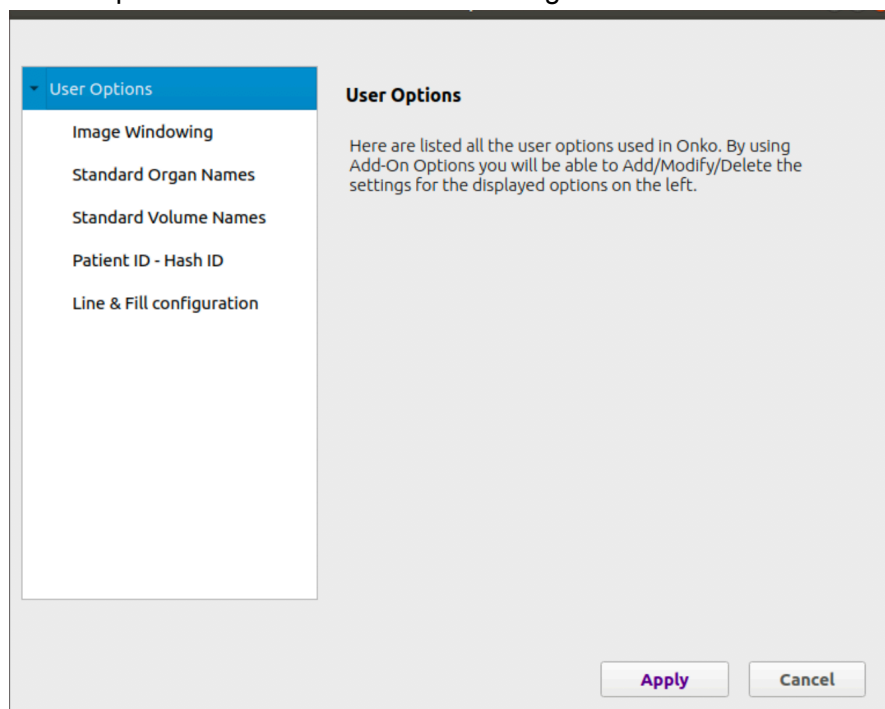 User Options
Image Windowing
Standard Organ Names
Standard Volume Names
Patient ID - Hash ID
Line & Fill configuration
User Options
Here are listed all the user options used in Onko. By using
Add-On Options you will be able to Add/Modify/Delete the
settings for the displayed options on the left.
Apply
Cancel